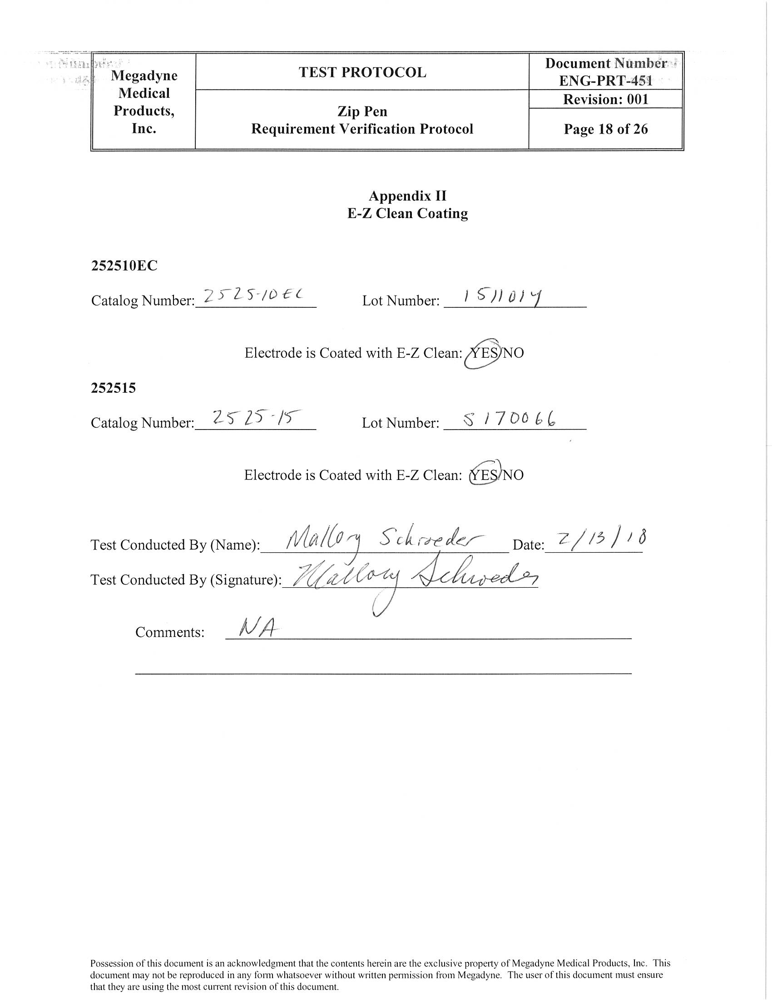 Megadyne
Medical
Products,
Inc.
TEST PROTOCOL
Zip Pen
Requirement Verification Protocol
Document Number
ENG-PRT-451
Revision: 001
Page 18 of 26
Appendix II
E-Z Clean Coating
252510EC
Catalog Number: 2525-10EC Lot Number: 1511014
Electrode is Coated with E-Z Clean: YES/NO
252515
Catalog Number: 2525-15 Lot Number: S170066
Electrode is Coated with E-Z Clean: YES/NO
Test Conducted By (Name): Mallory Schroeder Date: 2/13/18
Test Conducted By (Signature): Mallory Schroeder
Comments: NA
Possession of this document is an acknowledgment that the contents herein are the exclusive property of Megadyne Medical Products, Inc. This
document may not be reproduced in any form whatsoever without written permission from Megadyne. The user of this document must ensure
that they are using the most current revision of this document.